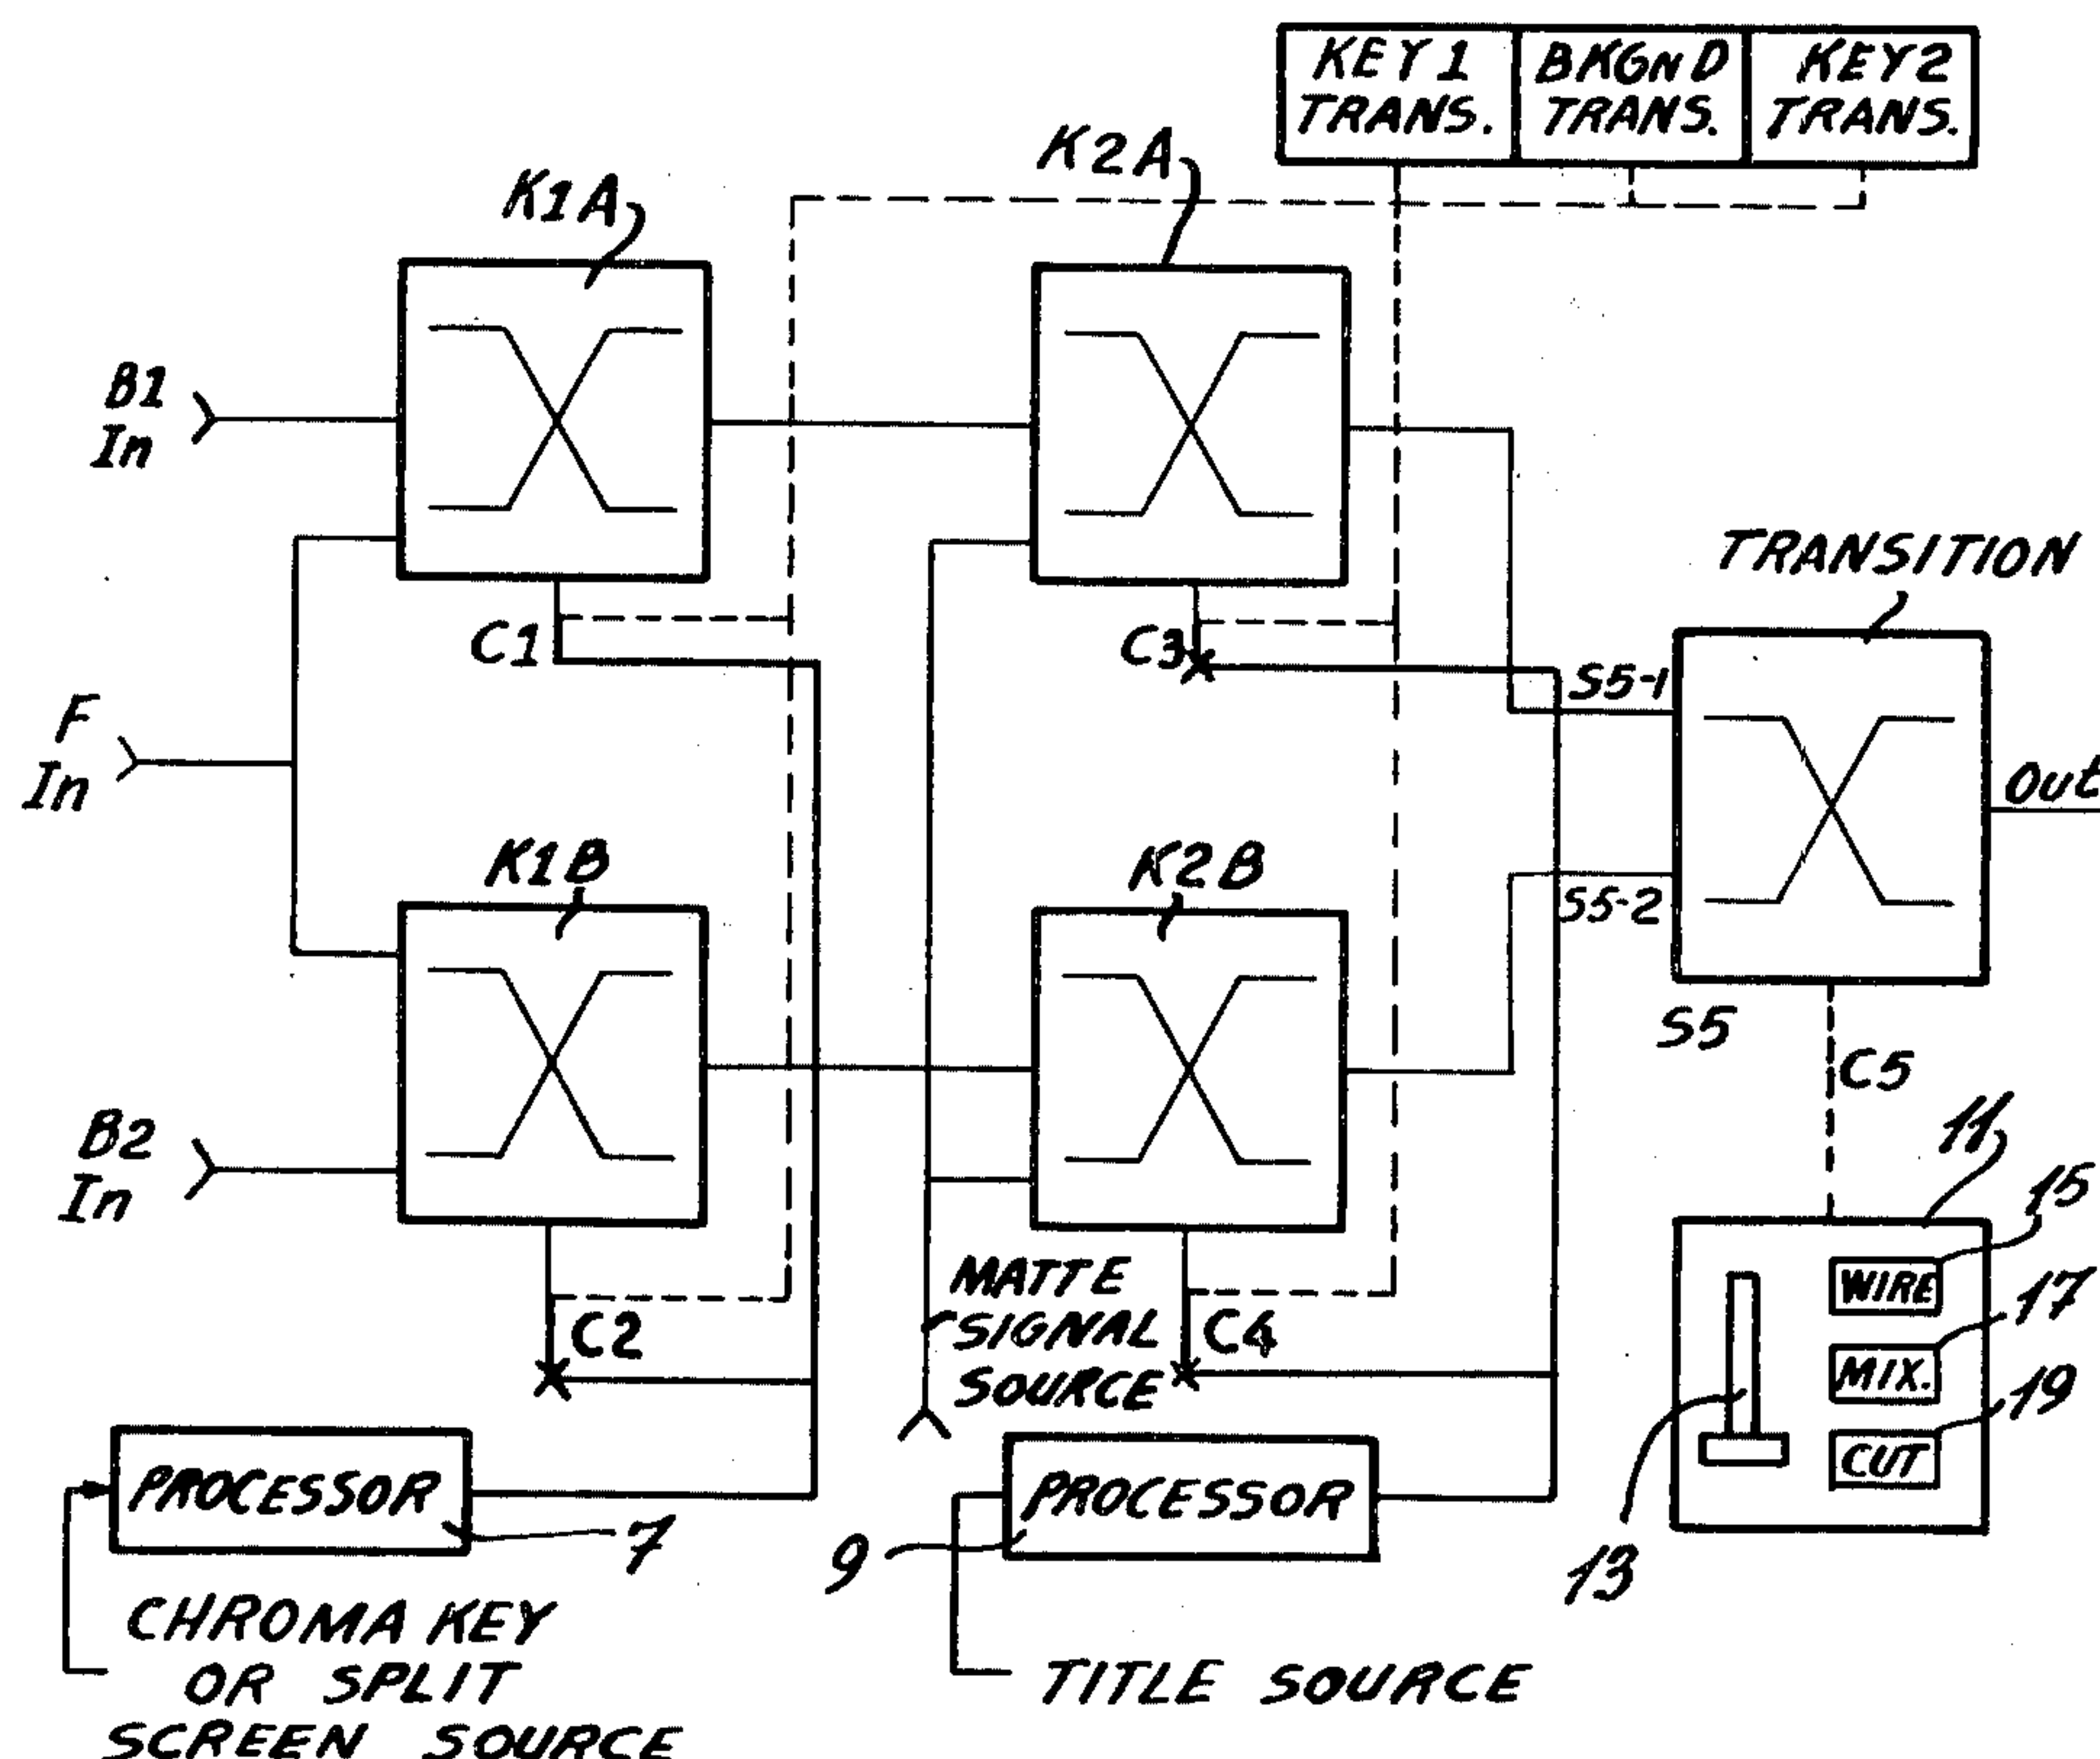 KEY 1 TRANS.
BKGND TRANS.
KEY2 TRANS.
K1A
K2A
B1
In
C1
C3
TRANSITION
S5-1
F
In
Out
K1B
K2B
S5-2
S5
C5
B2
In
11
15
WIRE
17
MIX.
19
CUT
13
C2
MATTE
SIGNAL
SOURCE
C4
PROCESSOR
7
PROCESSOR
9
CHROMA KEY
OR SPLIT
SCREEN SOURCE
TITLE SOURCE